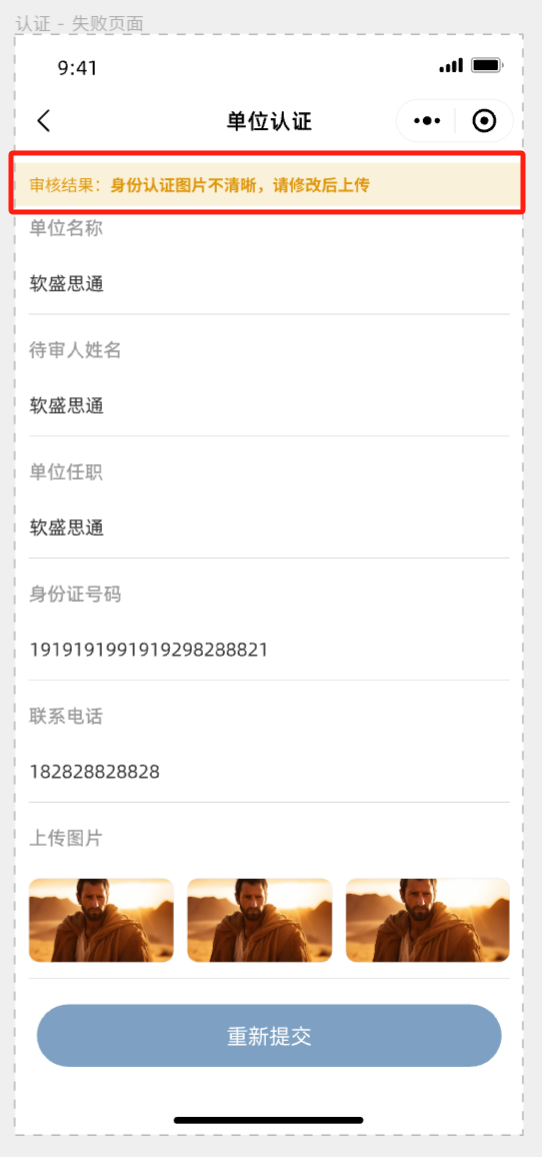 认证 - 失败页面
9:41
单位认证
审核结果：身份认证图片不清晰，请修改后上传
单位名称
软盛思通
待审人姓名
软盛思通
单位任职
软盛思通
身份证号码
1919191991919298288821
联系电话
182828828828
上传图片
重新提交